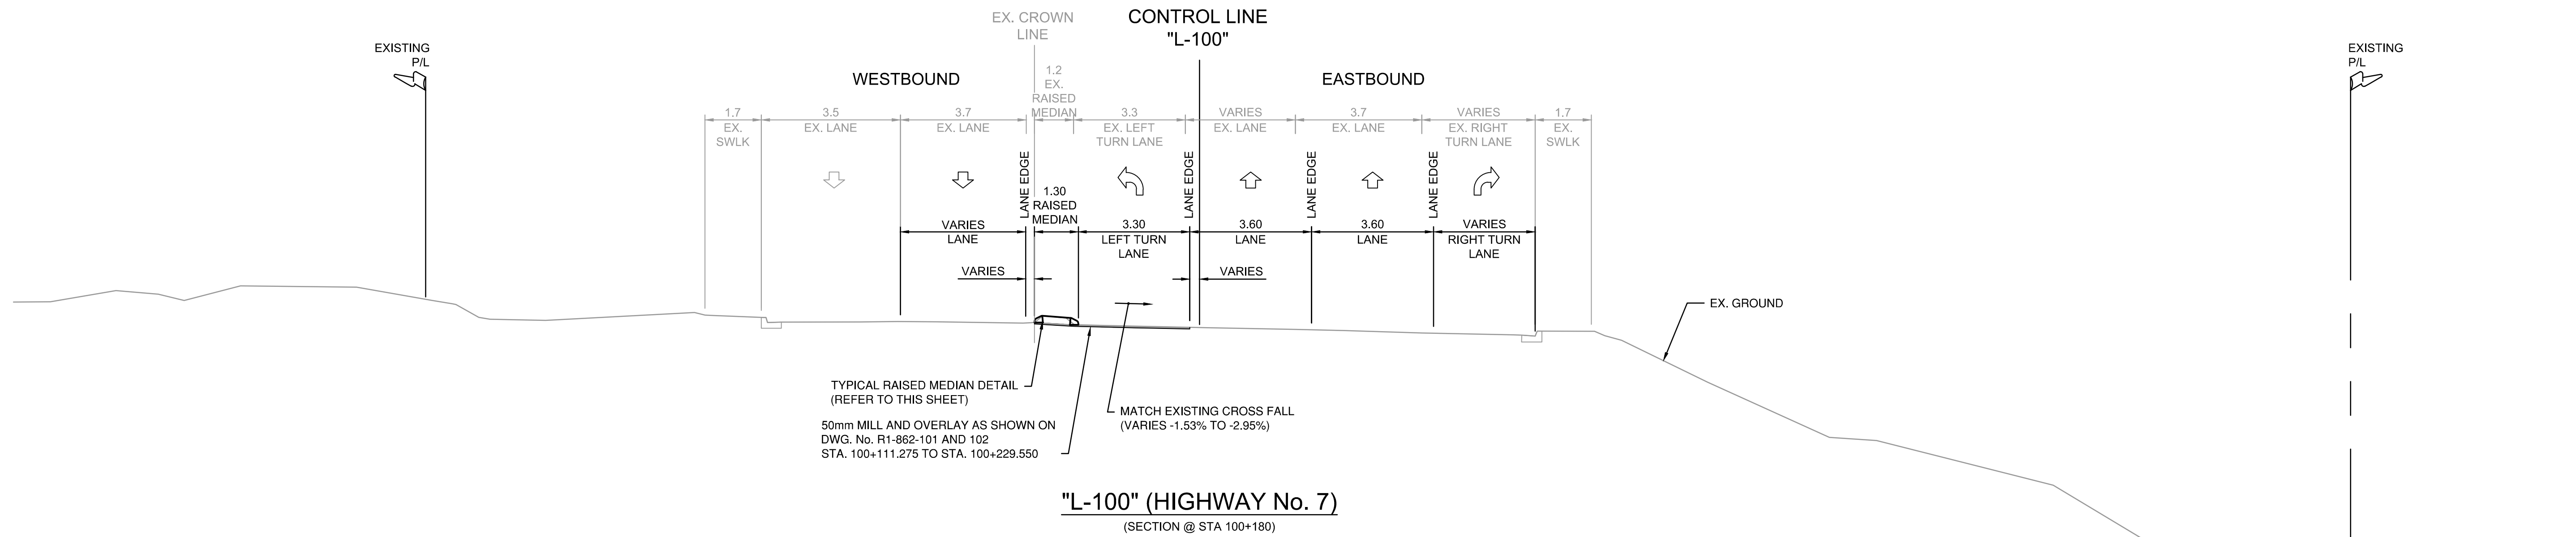 EX. CROWN
LINE
CONTROL LINE
"L-100"
EXISTING
P/L
EXISTING
P/L
WESTBOUND
EASTBOUND
1.2
EX.
RAISED
MEDIAN
1.7
EX.
SWLK
3.5
EX. LANE
3.7
EX. LANE
3.3
EX. LEFT
TURN LANE
VARIES
EX. LANE
3.7
EX. LANE
VARIES
EX. RIGHT
TURN LANE
1.7
EX.
SWLK
LANE EDGE
LANE EDGE
LANE EDGE
LANE EDGE
VARIES
LANE
1.30
RAISED
MEDIAN
3.30
LEFT TURN
LANE
3.60
LANE
3.60
LANE
VARIES
RIGHT TURN
LANE
VARIES
VARIES
EX. GROUND
TYPICAL RAISED MEDIAN DETAIL
(REFER TO THIS SHEET)
50mm MILL AND OVERLAY AS SHOWN ON
DWG. No. R1-862-101 AND 102
STA. 100+111.275 TO STA. 100+229.550
MATCH EXISTING CROSS FALL
(VARIES -1.53% TO -2.95%)
"L-100" (HIGHWAY No. 7)
(SECTION @ STA 100+180)